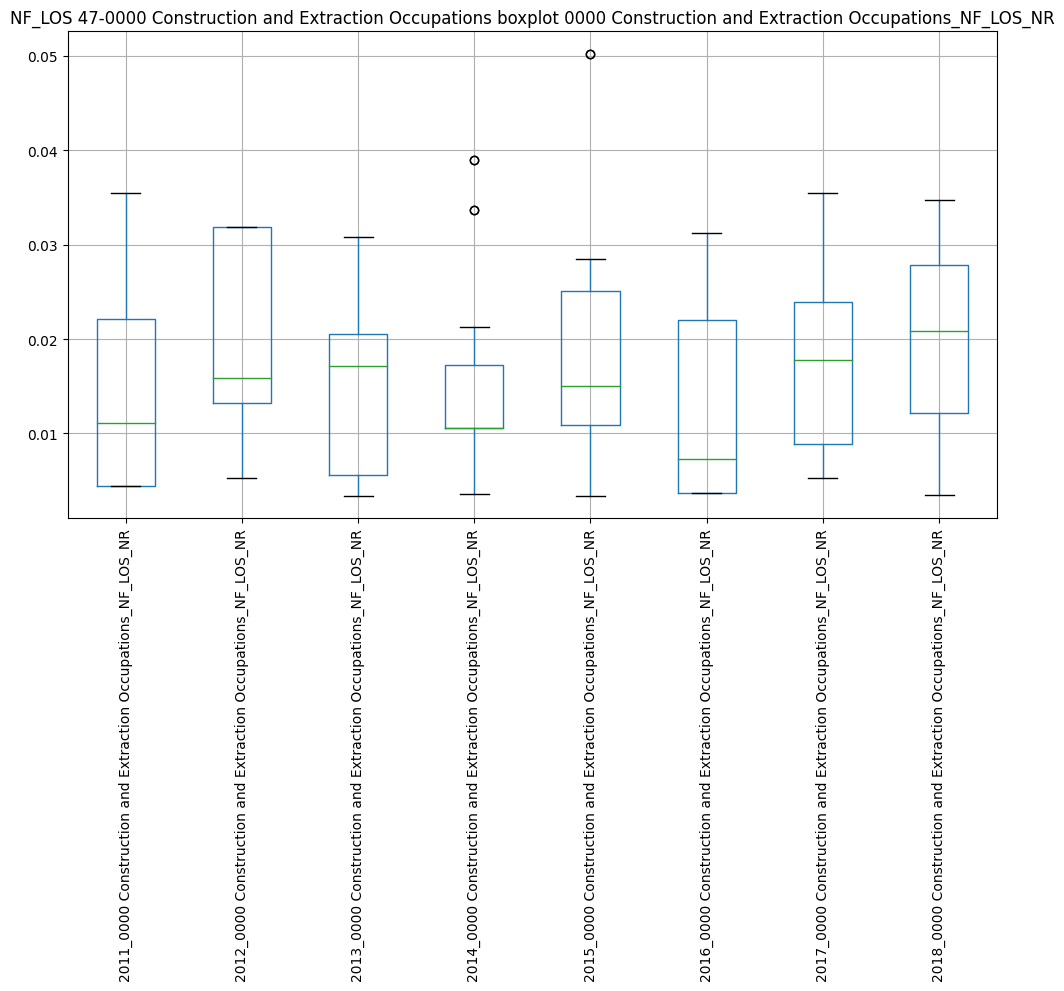 NF_LOS 47-0000 Construction and Extraction Occupations boxplot 0000 Construction and Extraction Occupations_NF_LOS_NR
0.05
0.04
0.03
0.02
0.01
2011_0000 Construction and Extraction Occupations_NF_LOS_NR
2012_0000 Construction and Extraction Occupations_NF_LOS_NR
2013_0000 Construction and Extraction Occupations_NF_LOS_NR
2014_0000 Construction and Extraction Occupations_NF_LOS_NR
2015_0000 Construction and Extraction Occupations_NF_LOS_NR
2016_0000 Construction and Extraction Occupations_NF_LOS_NR
2017_0000 Construction and Extraction Occupations_NF_LOS_NR
2018_0000 Construction and Extraction Occupations_NF_LOS_NR